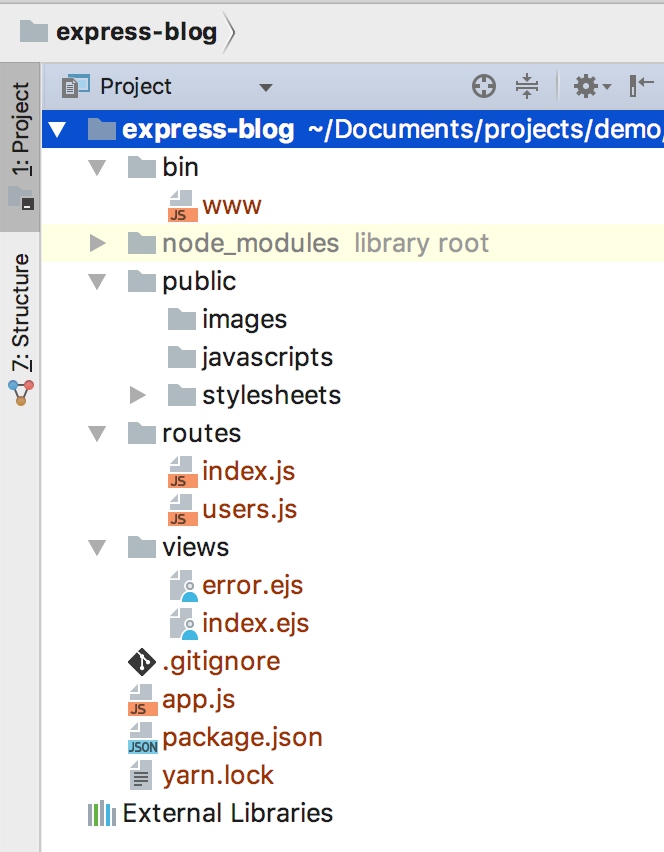 express-blog
1: Project
7: Structure
Project
express-blog ~/Documents/projects/demo/
bin
JS www
node_modules library root
public
images
javascripts
stylesheets
routes
JS index.js
JS users.js
views
error.ejs
index.ejs
.gitignore
JS app.js
JSON package.json
yarn.lock
External Libraries